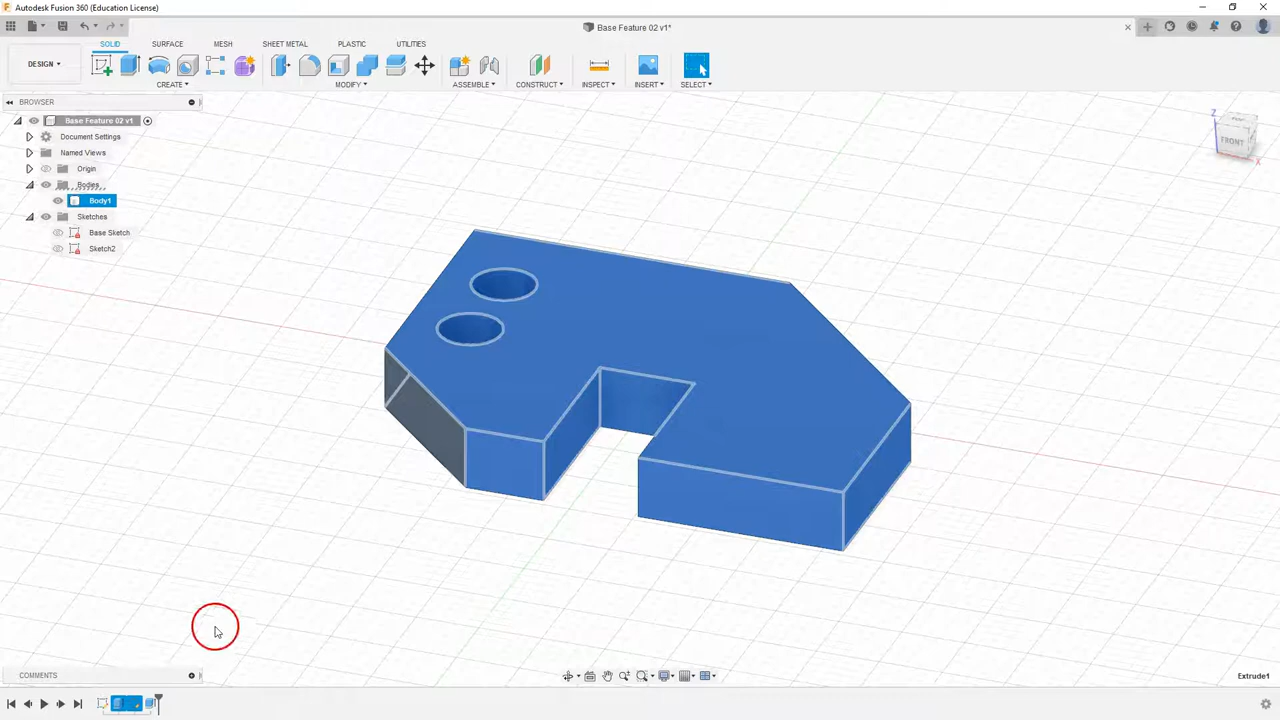 Autodesk Fusion 360 (Education License)
Base Feature 02 v1*
DESIGN
SOLID SURFACE MESH SHEET METAL PLASTIC UTILITIES
CREATE MODIFY ASSEMBLE CONSTRUCT INSPECT INSERT SELECT
BROWSER
Base Feature 02 v1
Document Settings
Named Views
Origin
Bodies
Body1
Sketches
Base Sketch
Sketch2
Z
FRONT
X
COMMENTS
Extrude1